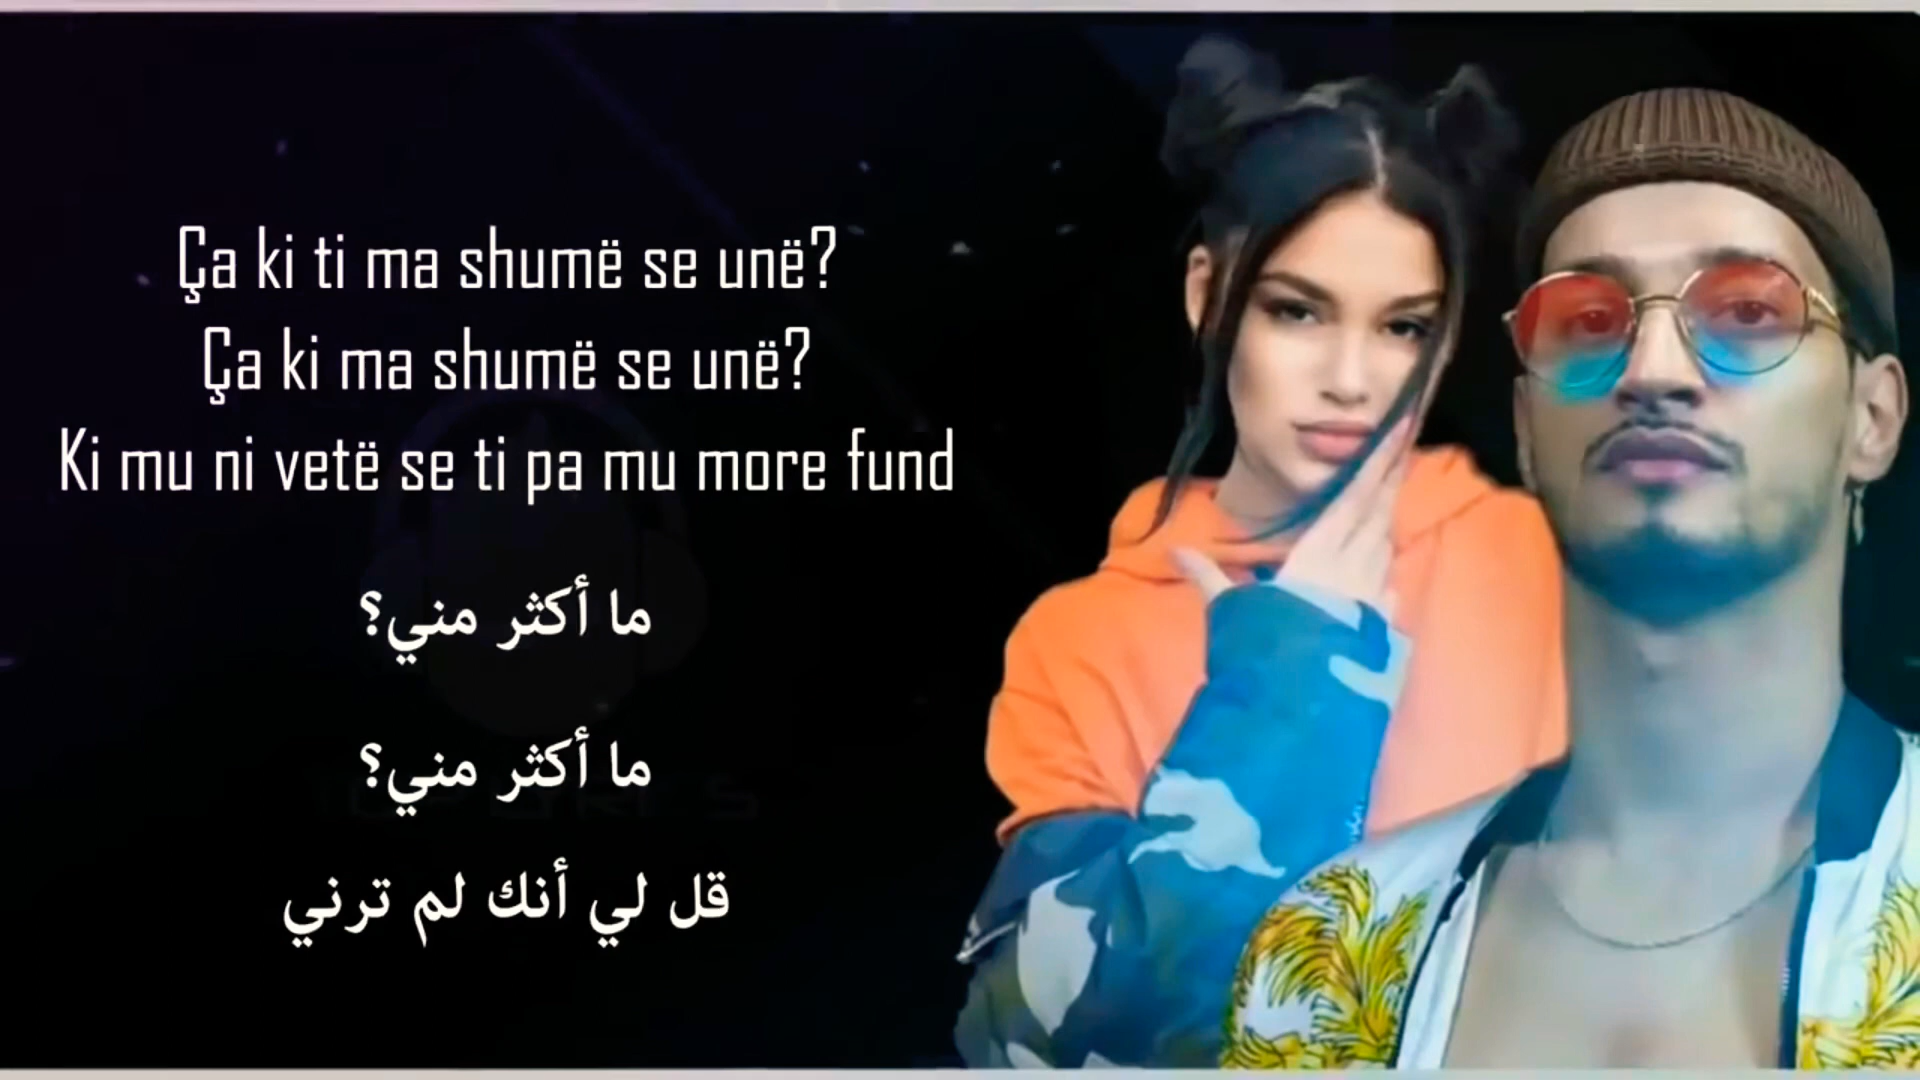 Ça ki ti ma shumë se unë?
Ça ki ma shumë se unë?
Ki mu ni vetë se ti pa mu more fund
ما أكثر مني؟
ما أكثر مني؟
قل لي أنك لم ترني